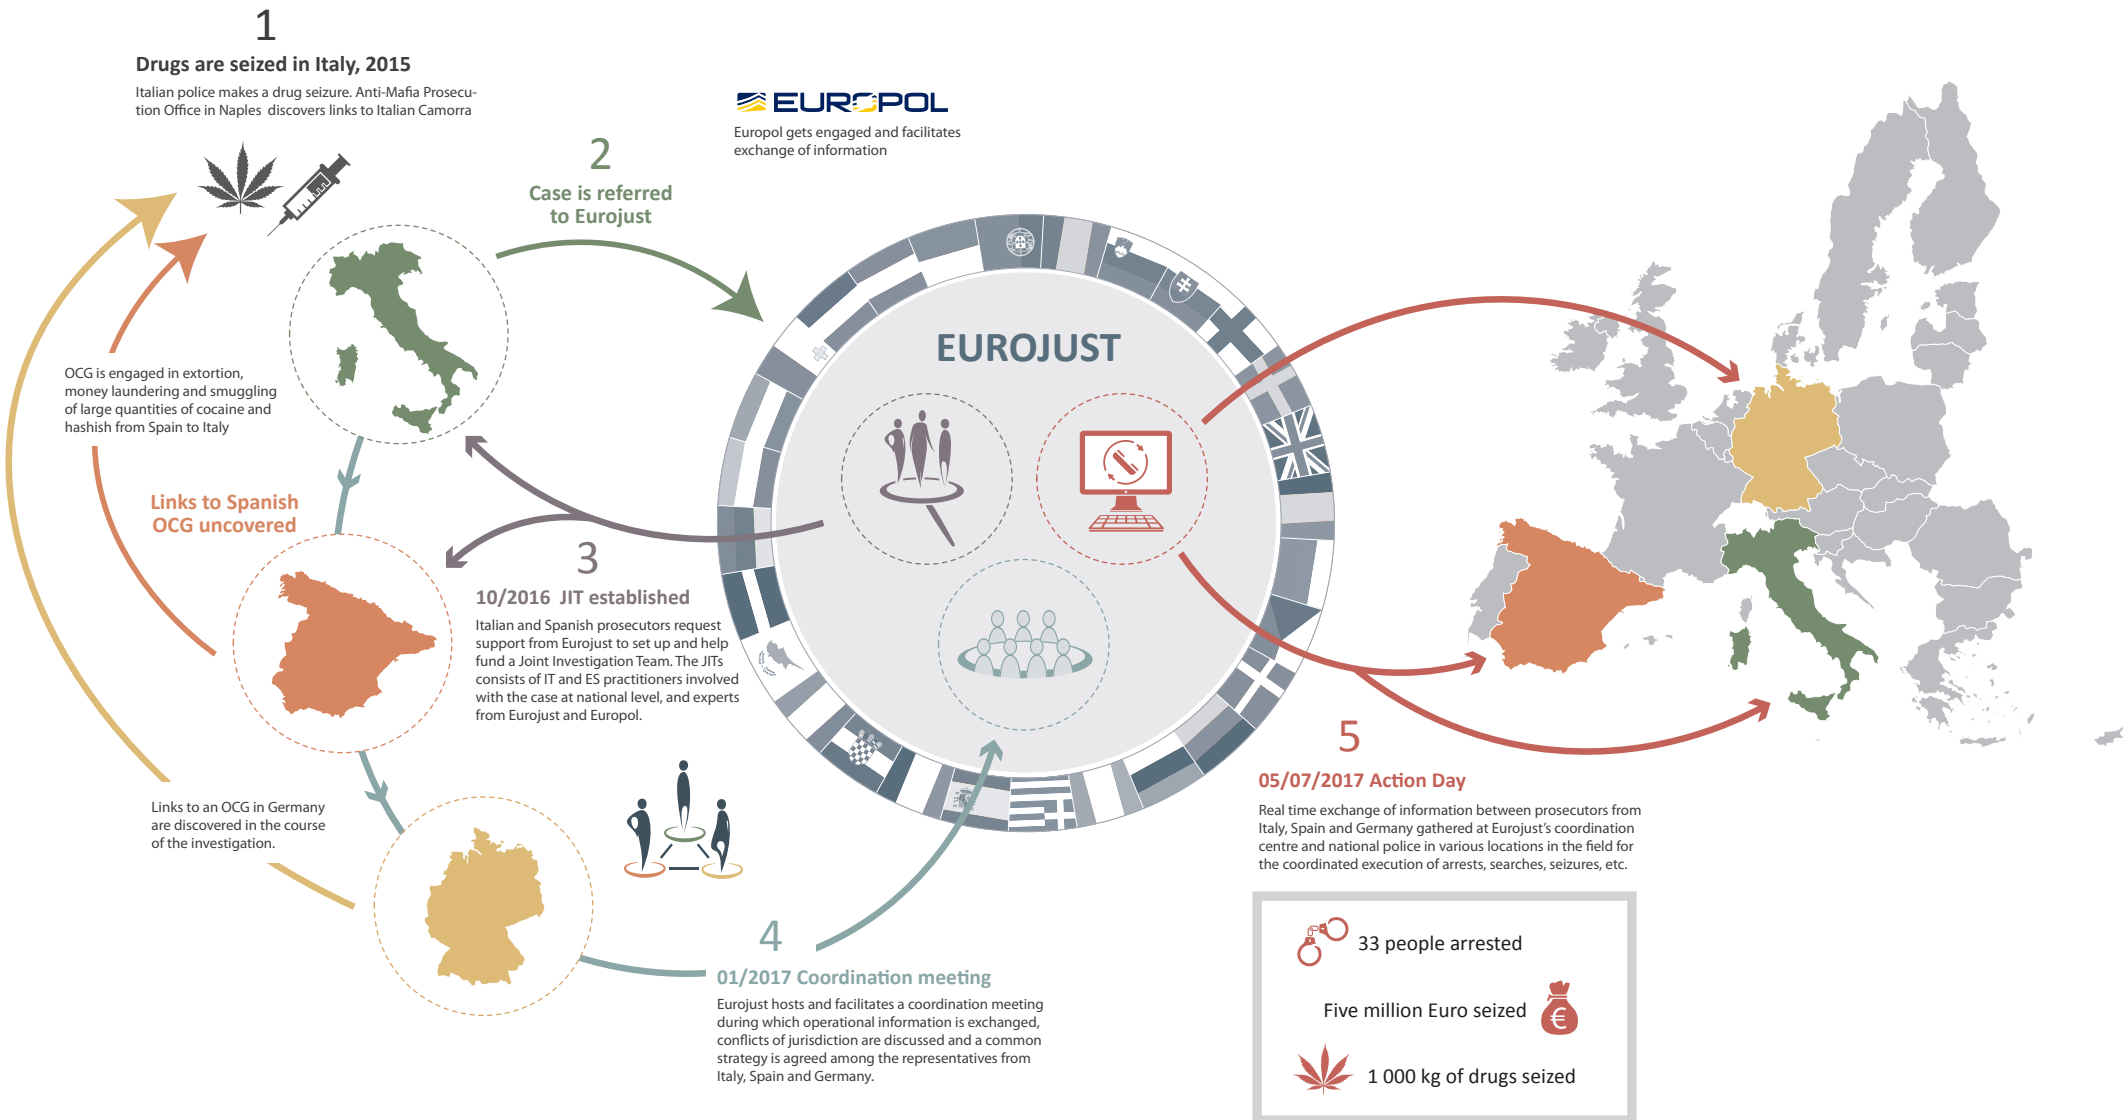 1
Drugs are seized in Italy, 2015
Italian police makes a drug seizure. Anti-Mafia Prosecu-
tion Office in Naples discovers links to Italian Camorra
2
Case is referred
to Eurojust
EUROPOL
Europol gets engaged and facilitates
exchange of information
EUROJUST
OCG is engaged in extortion,
money laundering and smuggling
of large quantities of cocaine and
hashish from Spain to Italy
Links to Spanish
OCG uncovered
3
10/2016 JIT established
Italian and Spanish prosecutors request
support from Eurojust to set up and help
fund a Joint Investigation Team. The JITs
consists of IT and ES practitioners involved
with the case at national level, and experts
from Eurojust and Europol.
Links to an OCG in Germany
are discovered in the course
of the investigation.
4
01/2017 Coordination meeting
Eurojust hosts and facilitates a coordination meeting
during which operational information is exchanged,
conflicts of jurisdiction are discussed and a common
strategy is agreed among the representatives from
Italy, Spain and Germany.
5
05/07/2017 Action Day
Real time exchange of information between prosecutors from
Italy, Spain and Germany gathered at Eurojust's coordination
centre and national police in various locations in the field for
the coordinated execution of arrests, searches, seizures, etc.
33 people arrested
Five million Euro seized
€
1 000 kg of drugs seized